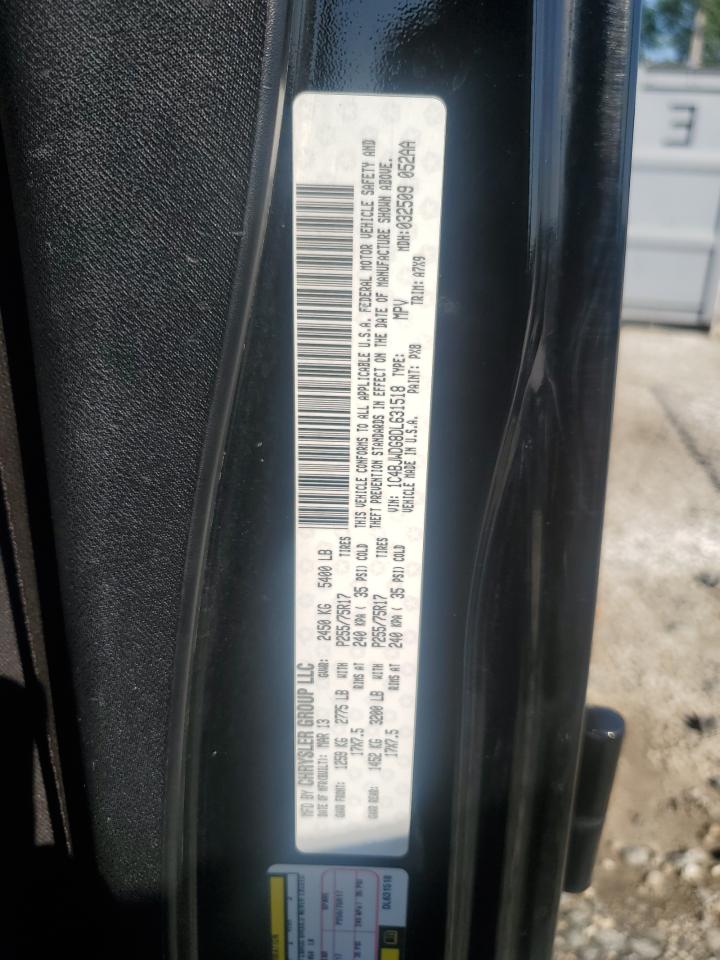 MFD BY CHRYSLER GROUP LLC
DATE OF MFR(BUILT): MAR 13 GVWR: 2450 KG 5400 LB
GAWR FRONT: 1259 KG 2775 LB WITH P255/75R17 TIRES
17X7.5 RIMS AT 240 KPA ( 35 PSI) COLD
GAWR REAR: 1452 KG 3200 LB WITH P255/75R17 TIRES
17X7.5 RIMS AT 240 KPA ( 35 PSI) COLD
THIS VEHICLE CONFORMS TO ALL APPLICABLE U.S.A. FEDERAL MOTOR VEHICLE SAFETY AND
THEFT PREVENTION STANDARDS IN EFFECT ON THE DATE OF MANUFACTURE SHOWN ABOVE.
VIN: 1C4BJWDG8DL631518 TYPE: MPV MDH:032509 052AA
VEHICLE MADE IN U.S.A. PAINT: PX8 TRIM: A7X9
DL631518
3